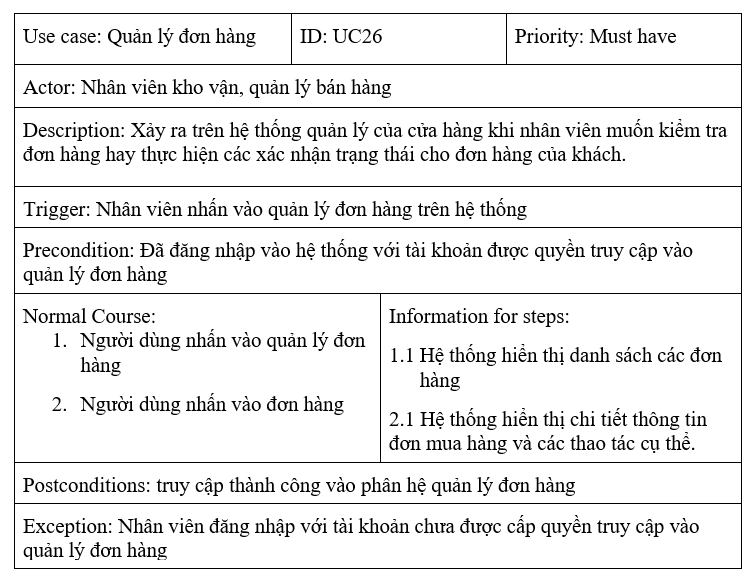 Use case: Quản lý đơn hàng
ID: UC26
Priority: Must have
Actor: Nhân viên kho vận, quản lý bán hàng
Description: Xảy ra trên hệ thống quản lý của cửa hàng khi nhân viên muốn kiểm tra
đơn hàng hay thực hiện các xác nhận trạng thái cho đơn hàng của khách.
Trigger: Nhân viên nhấn vào quản lý đơn hàng trên hệ thống
Precondition: Đã đăng nhập vào hệ thống với tài khoản được quyền truy cập vào
quản lý đơn hàng
Normal Course:
1. Người dùng nhấn vào quản lý đơn
hàng
2. Người dùng nhấn vào đơn hàng
Information for steps:
1.1 Hệ thống hiển thị danh sách các đơn
hàng
2.1 Hệ thống hiển thị chi tiết thông tin
đơn mua hàng và các thao tác cụ thể.
Postconditions: truy cập thành công vào phân hệ quản lý đơn hàng
Exception: Nhân viên đăng nhập với tài khoản chưa được cấp quyền truy cập vào
quản lý đơn hàng